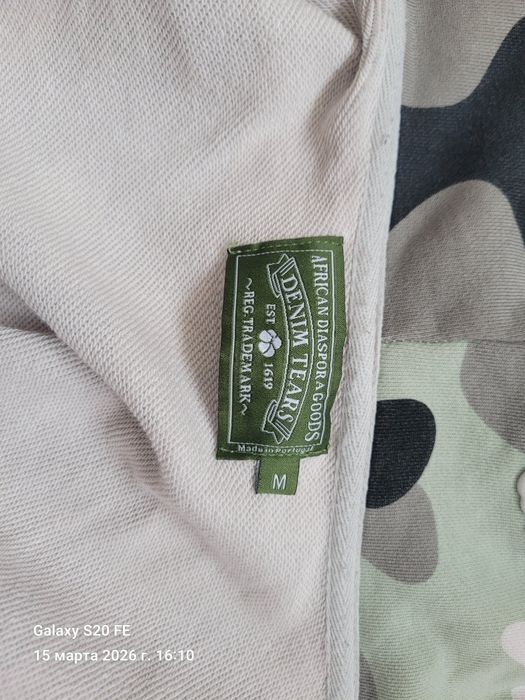 AFRICAN DIASPORA GOODS
DENIM TEARS
EST. 1619
~REG. TRADEMARK~
Made in Portugal
M
Galaxy S20 FE
15 марта 2026 г. 16:10